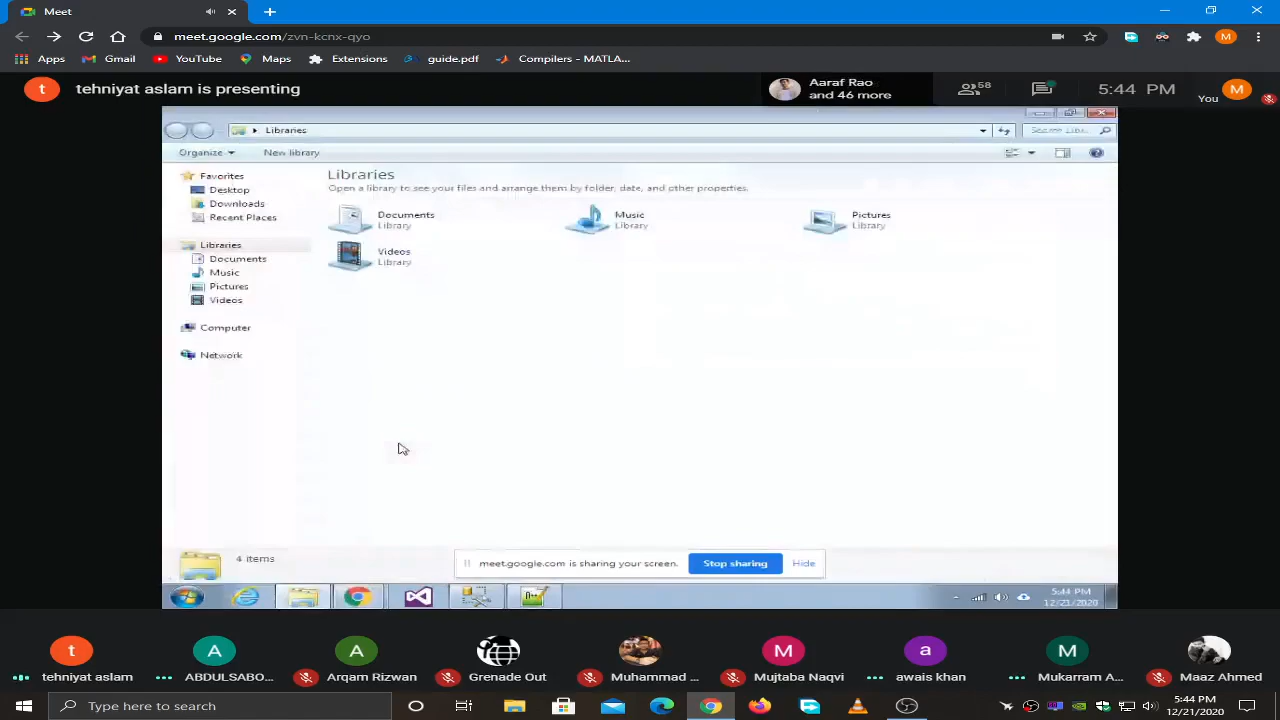 Meet
meet.google.com/zvn-kcnx-qyo
M
Apps Gmail YouTube Maps Extensions guide.pdf Compilers - MATLA...
t tehniyat aslam is presenting
Aaraf Rao
and 46 more
58
5:44 PM
You
M
Libraries
Search Libr...
Organize New library
Favorites
Desktop
Downloads
Recent Places
Libraries
Documents
Music
Pictures
Videos
Computer
Network
Libraries
Open a library to see your files and arrange them by folder, date, and other properties.
Documents
Library
Music
Library
Pictures
Library
Videos
Library
4 items
meet.google.com is sharing your screen. Stop sharing Hide
5:44 PM
12/21/2020
t A A M a M
tehniyat aslam ABDULSABO... Arqam Rizwan Grenade Out Muhammad ... Mujtaba Naqvi awais khan Mukarram A... Maaz Ahmed
Type here to search
5:44 PM
12/21/2020